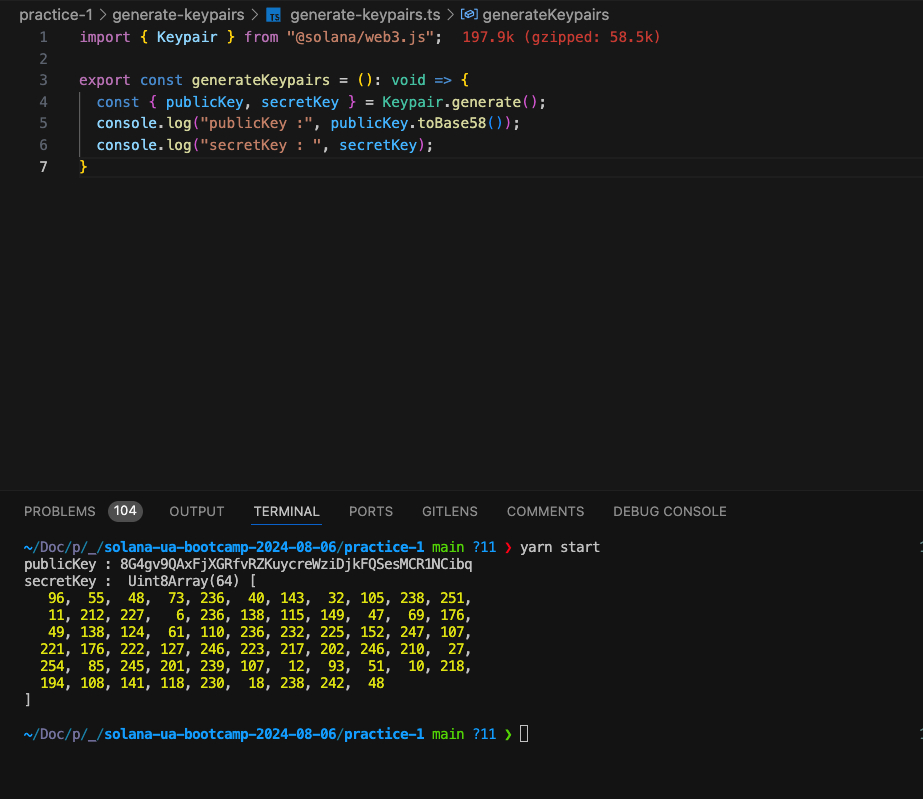 practice-1 > generate-keypairs > TS generate-keypairs.ts > generateKeypairs
1 import { Keypair } from "@solana/web3.js"; 197.9k (gzipped: 58.5k)
2
3 export const generateKeypairs = (): void => {
4 const { publicKey, secretKey } = Keypair.generate();
5 console.log("publicKey :", publicKey.toBase58());
6 console.log("secretKey : ", secretKey);
7 }
PROBLEMS 104 OUTPUT TERMINAL PORTS GITLENS COMMENTS DEBUG CONSOLE
~/Doc/p/_/solana-ua-bootcamp-2024-08-06/practice-1 main ?11 ❯ yarn start
publicKey : 8G4gv9QAxFjXGRfvRZKuycreWziDjkFQSesMCR1NCibq
secretKey :  Uint8Array(64) [
96, 55, 48, 73, 236, 40, 143, 32, 105, 238, 251,
11, 212, 227, 6, 236, 138, 115, 149, 47, 69, 176,
49, 138, 124, 61, 110, 236, 232, 225, 152, 247, 107,
221, 176, 222, 127, 246, 223, 217, 202, 246, 210, 27,
254, 85, 245, 201, 239, 107, 12, 93, 51, 10, 218,
194, 108, 141, 118, 230, 18, 238, 242, 48
]
~/Doc/p/_/solana-ua-bootcamp-2024-08-06/practice-1 main ?11 ❯